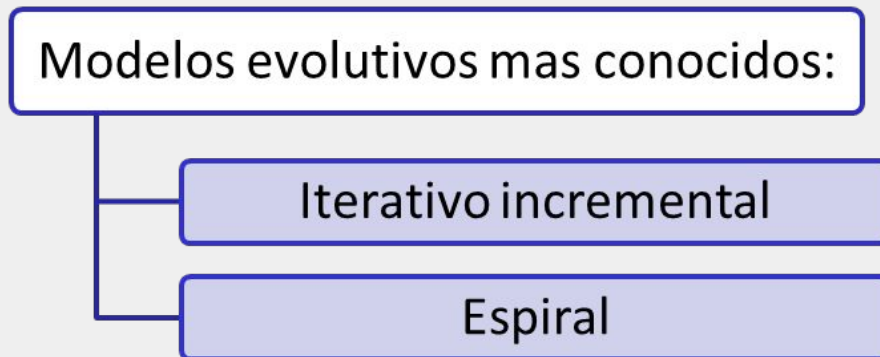 Modelos evolutivos mas conocidos:
Iterativo incremental
Espiral